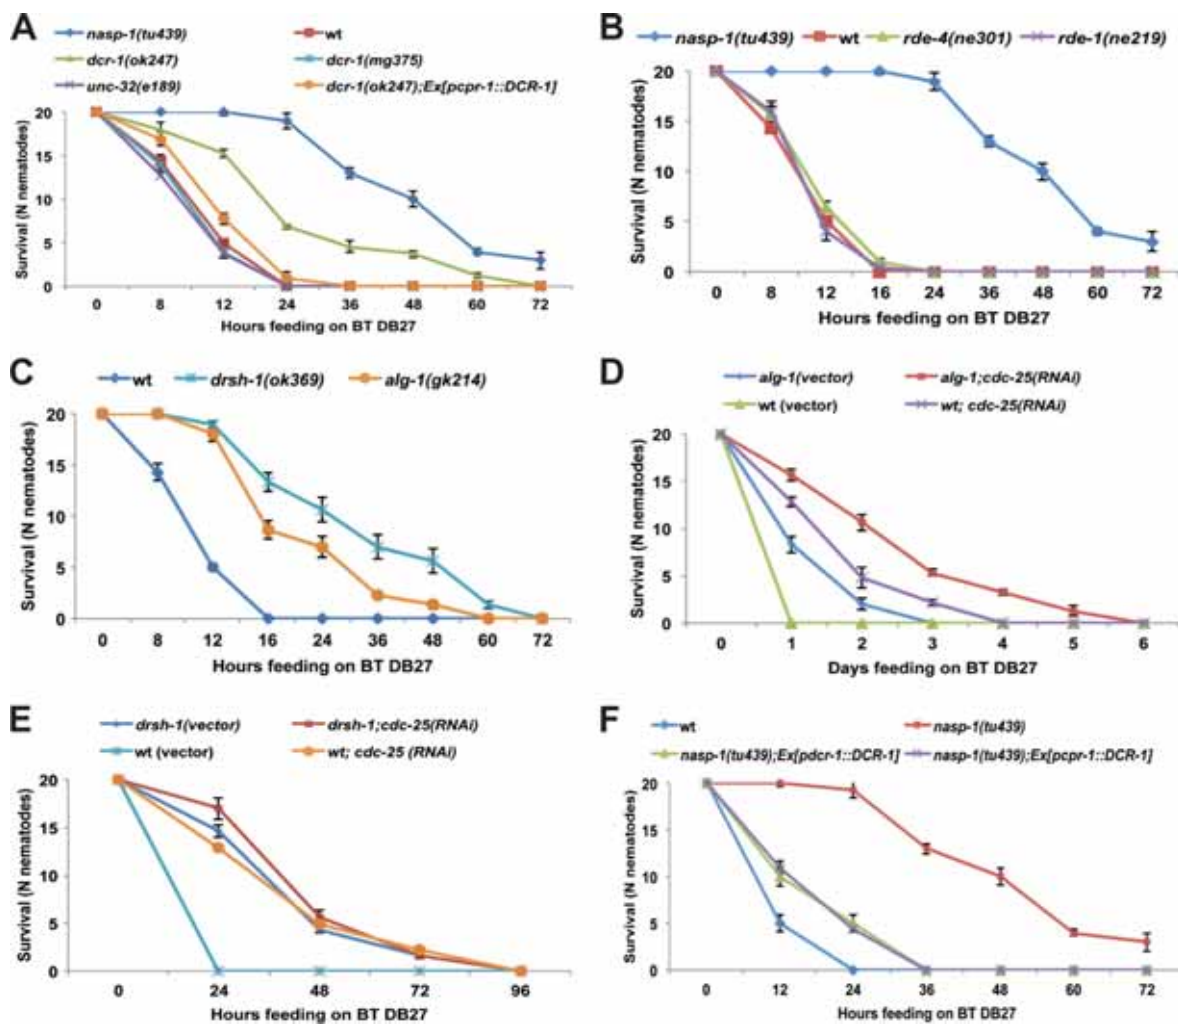 A
nasp-1(tu439) wt
dcr-1(ok247) dcr-1(mg375)
unc-32(e189) dcr-1(ok247);Ex[pcpr-1::DCR-1]
Survival (N nematodes)
20
15
10
5
0
0 8 12 24 36 48 60 72
Hours feeding on BT DB27
B
nasp-1(tu439) wt rde-4(ne301) rde-1(ne219)
Survival (N nematodes)
20
15
10
5
0
0 8 12 16 24 36 48 60 72
Hours feeding on BT DB27
C
wt drsh-1(ok369) alg-1(gk214)
Survival (N nematodes)
20
15
10
5
0
0 8 12 16 24 36 48 60 72
Hours feeding on BT DB27
D
alg-1(vector) alg-1;cdc-25(RNAi)
wt (vector) wt; cdc-25(RNAi)
Survival (N nematodes)
20
15
10
5
0
0 1 2 3 4 5 6
Days feeding on BT DB27
E
drsh-1(vector) drsh-1;cdc-25(RNAi)
wt (vector) wt; cdc-25 (RNAi)
Survival (N nematodes)
20
15
10
5
0
0 24 48 72 96
Hours feeding on BT DB27
F
wt nasp-1(tu439)
nasp-1(tu439);Ex[pdcr-1::DCR-1] nasp-1(tu439);Ex[pcpr-1::DCR-1]
Survival (N nematodes)
20
15
10
5
0
0 12 24 36 48 60 72
Hours feeding on BT DB27